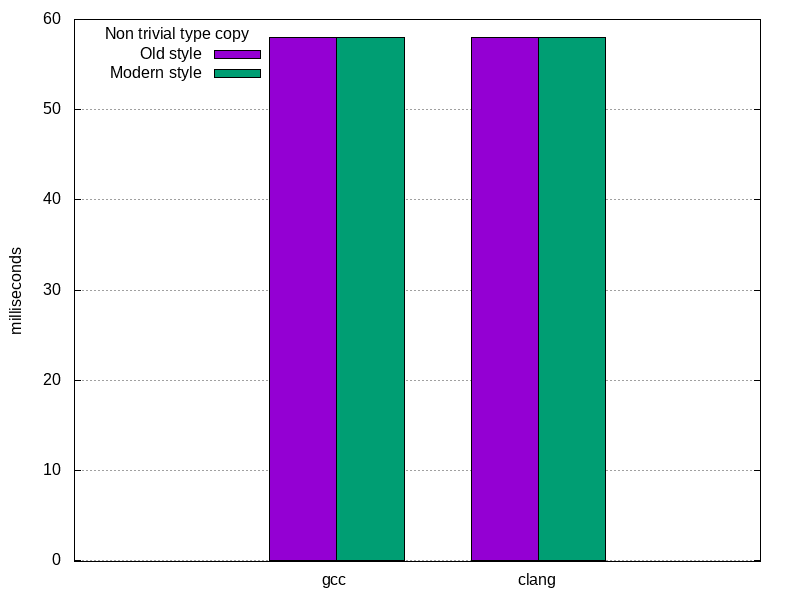 Non trivial type copy
Old style
Modern style
60
50
40
30
20
10
0
milliseconds
gcc
clang